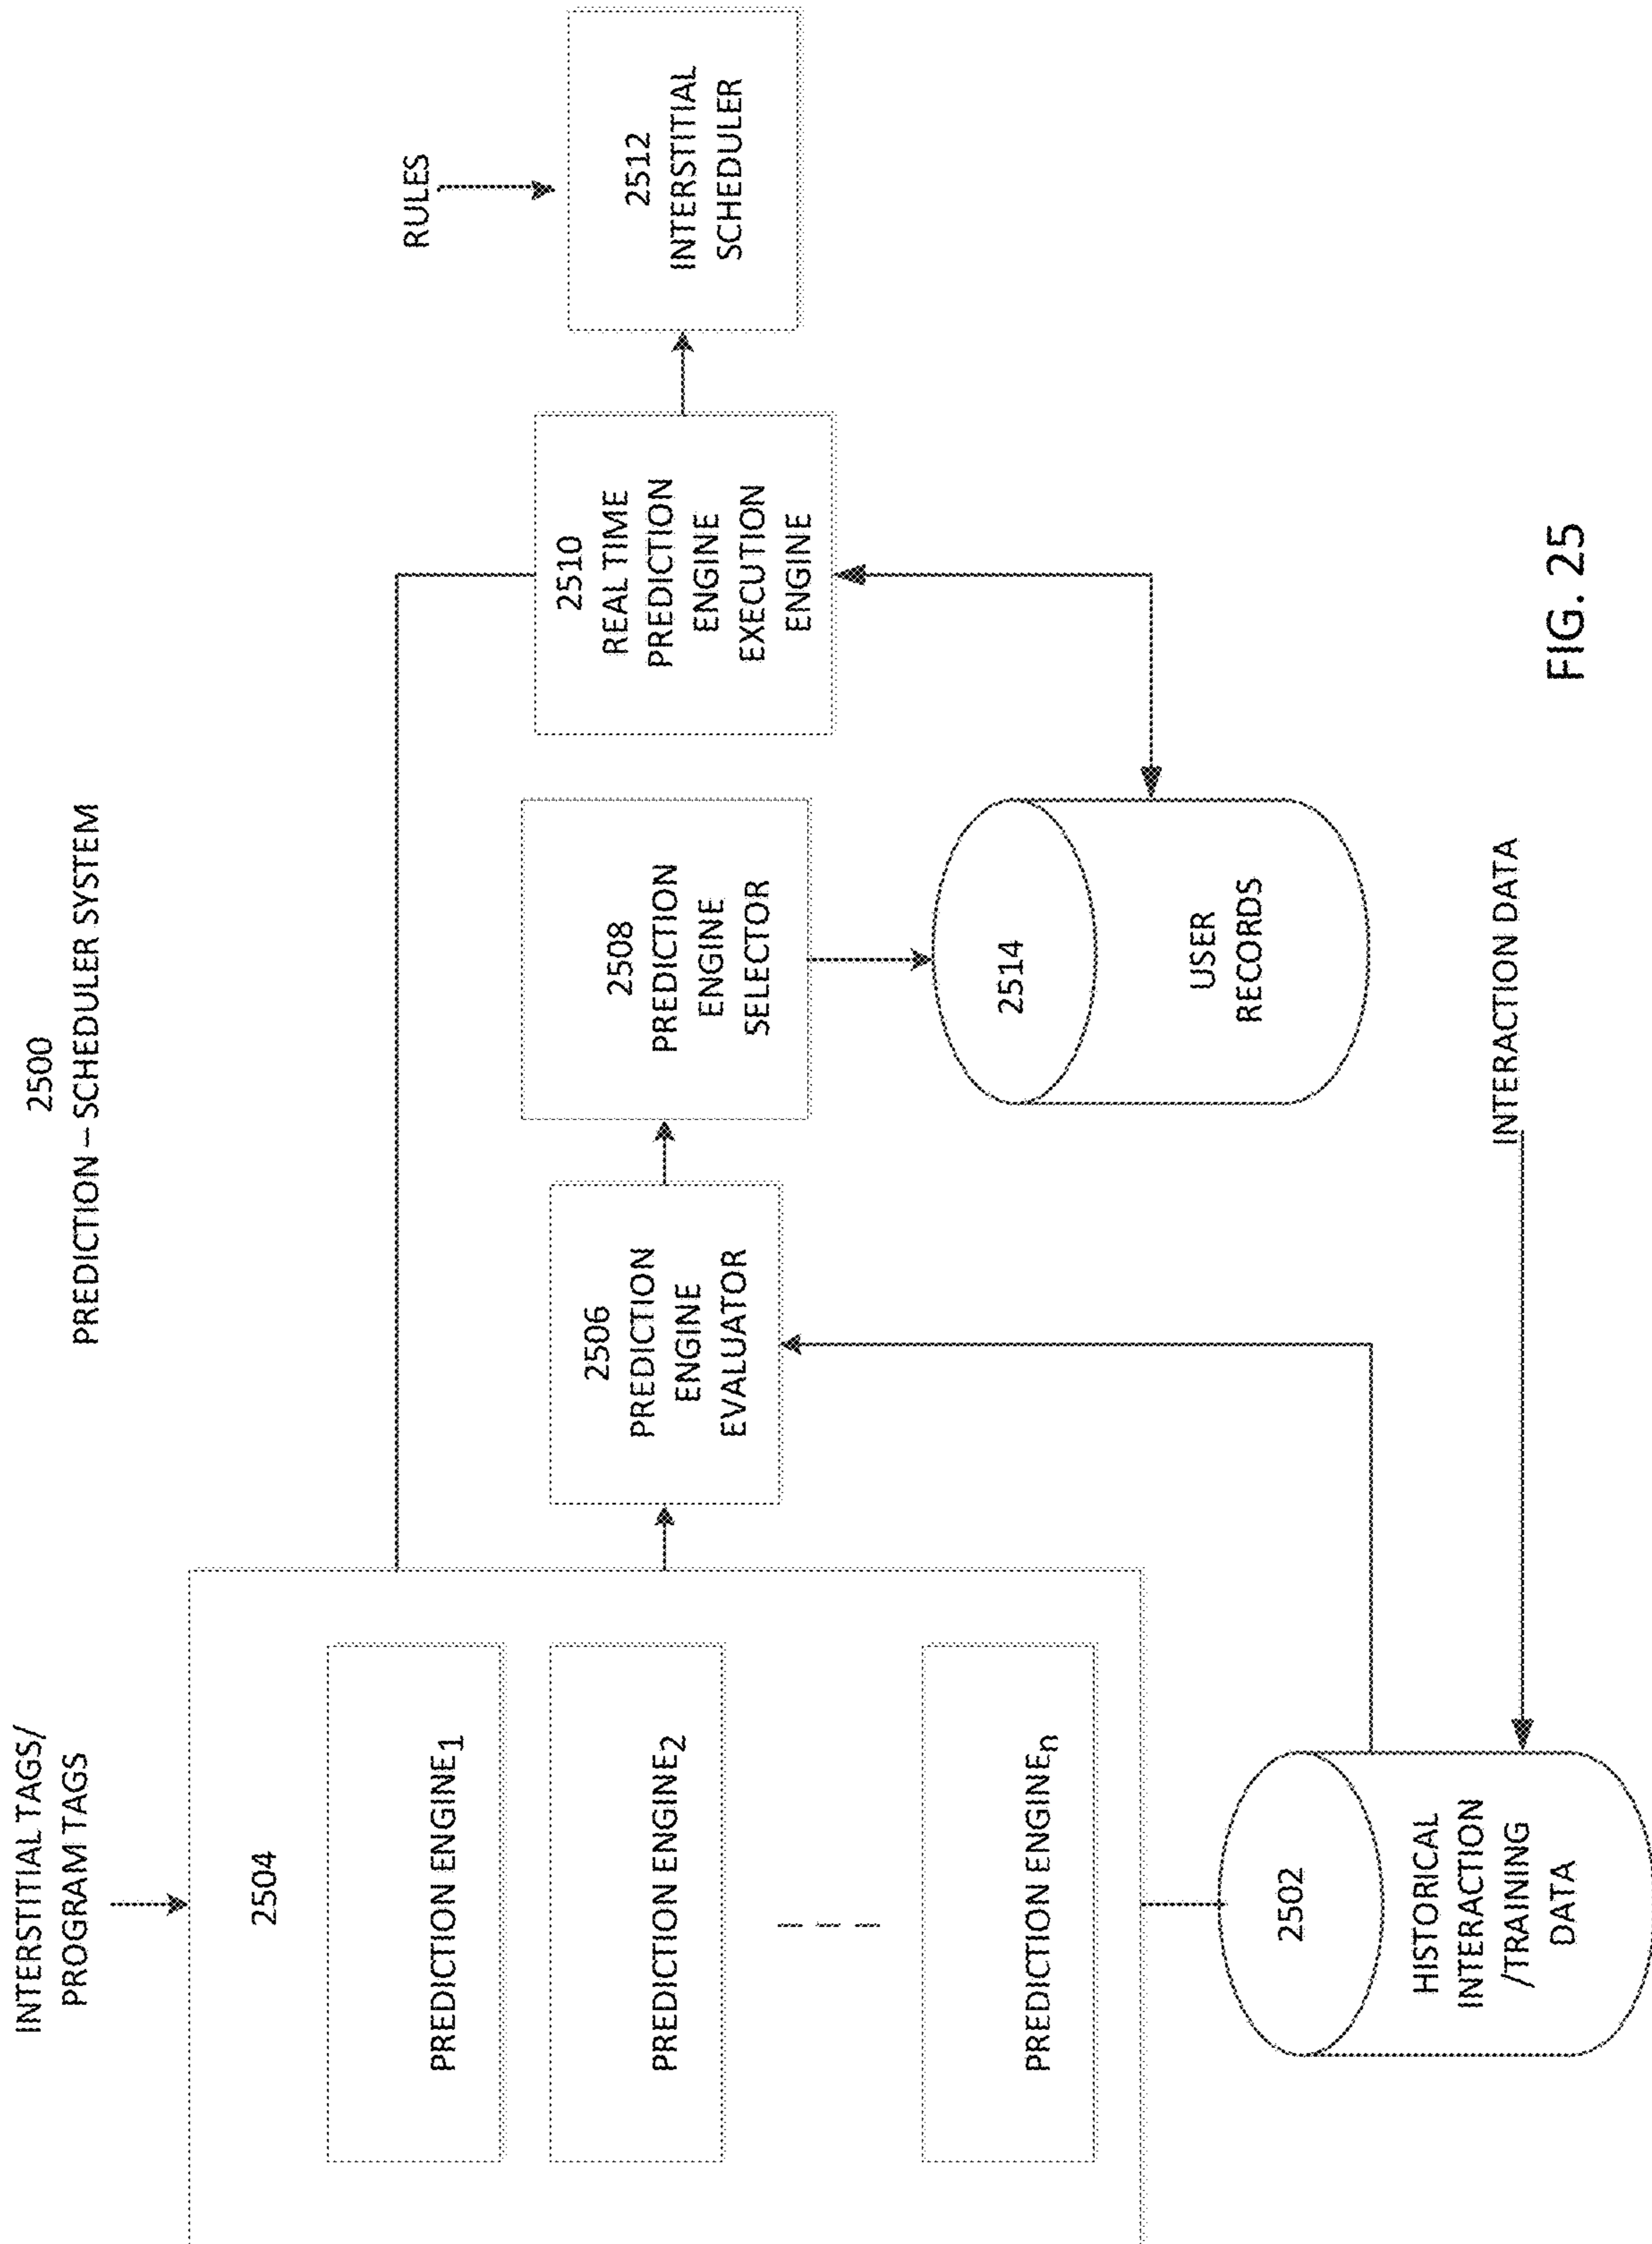 2500
PREDICTION – SCHEDULER SYSTEM
INTERSTITIAL TAGS/
PROGRAM TAGS
2504
PREDICTION ENGINE1
PREDICTION ENGINE2
PREDICTION ENGINEn
2506
PREDICTION
ENGINE
EVALUATOR
2508
PREDICTION
ENGINE
SELECTOR
2510
REAL TIME
PREDICTION
ENGINE
EXECUTION
ENGINE
RULES
2512
INTERSTITIAL
SCHEDULER
2502
HISTORICAL
INTERACTION
/TRAINING
DATA
2514
USER
RECORDS
INTERACTION DATA
FIG. 25